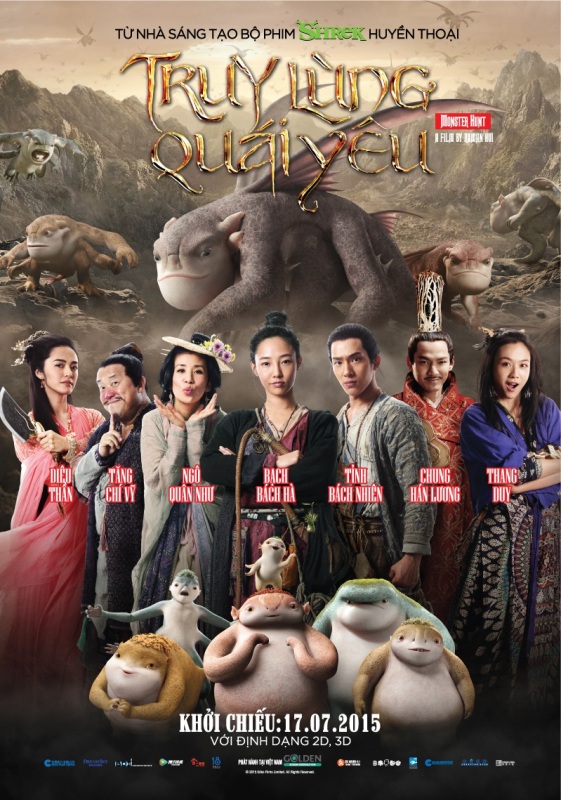 TỪ NHÀ SÁNG TẠO BỘ PHIM SHREK HUYỀN THOẠI
TRUY LÙNG
QUÁI YÊU
MONSTER HUNT
A FILM BY RAMAN HUI
DIÊU
THẦN
TĂNG
CHÍ VỸ
NGÔ
QUÂN NHƯ
BẠCH
BÁCH HÀ
TỈNH
BÁCH NHIÊN
CHUNG
HÁN LƯƠNG
THANG
DUY
KHỞI CHIẾU:17.07.2015
VỚI ĐỊNH DẠNG 2D, 3D
PHÁT HÀNH TẠI VIỆT NAM
GOLDEN